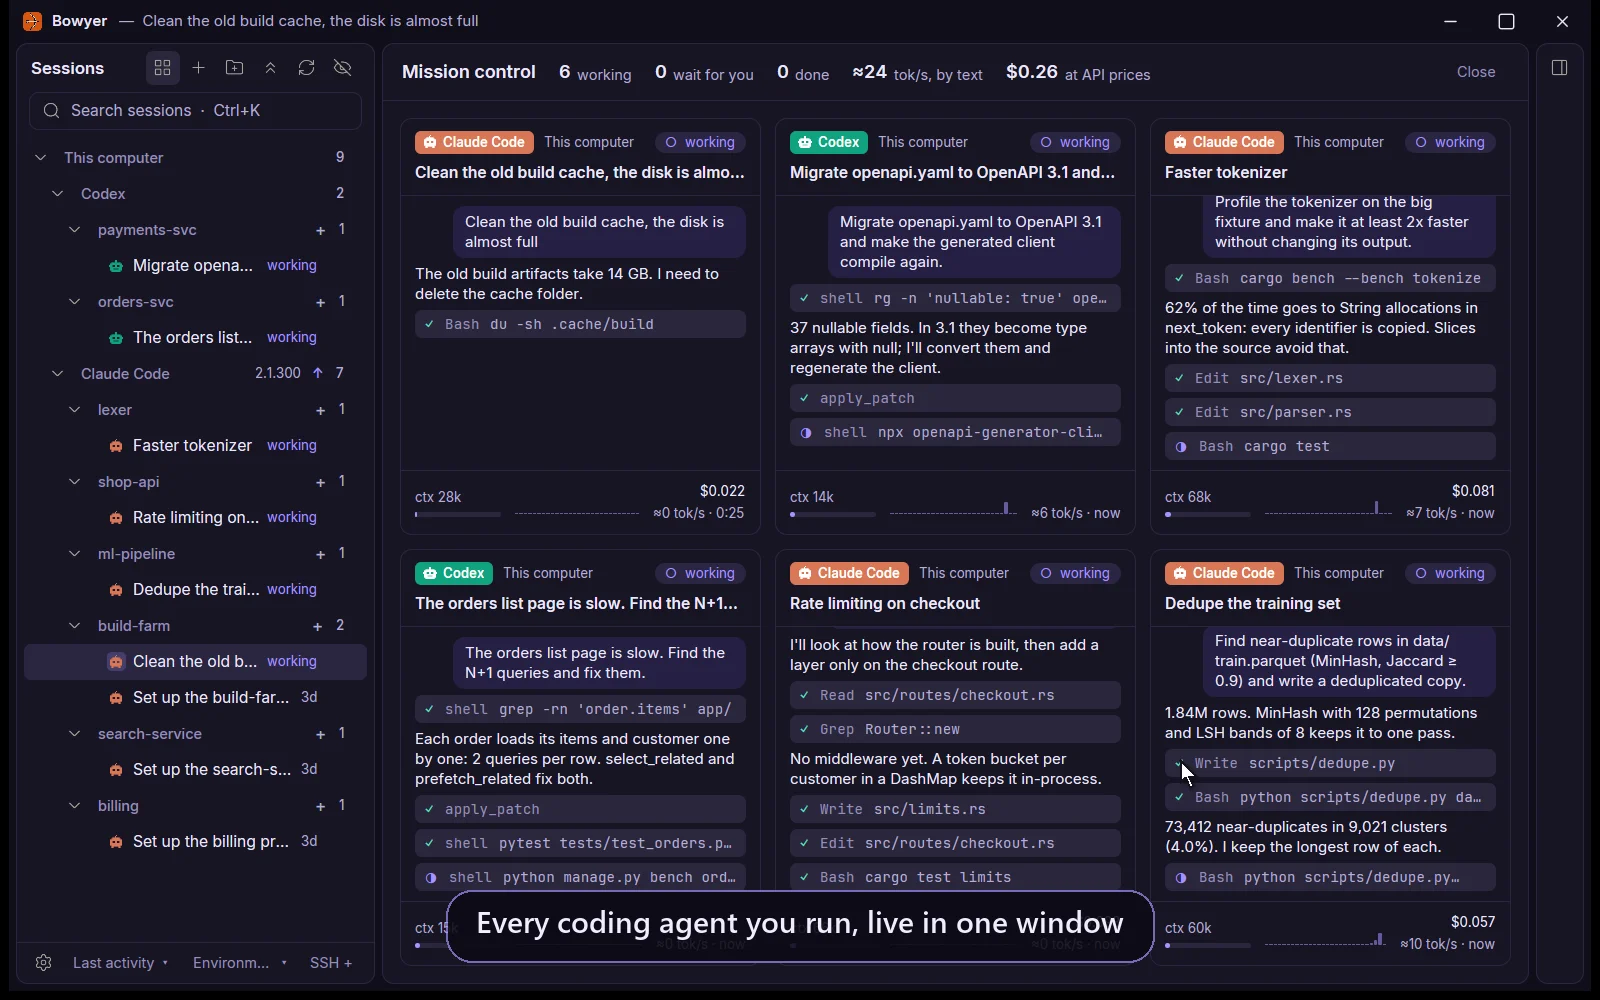 Bowyer — Clean the old build cache, the disk is almost full
Sessions
Search sessions · Ctrl+K
This computer 9
Codex 2
payments-svc + 1
Migrate opena... working
orders-svc + 1
The orders list... working
Claude Code 2.1.300 ↑ 7
lexer + 1
Faster tokenizer working
shop-api + 1
Rate limiting on... working
ml-pipeline + 1
Dedupe the trai... working
build-farm + 2
Clean the old b... working
Set up the build-far... 3d
search-service + 1
Set up the search-s... 3d
billing + 1
Set up the billing pr... 3d
Last activity Environm... SSH +
Mission control 6 working 0 wait for you 0 done ≈24 tok/s, by text $0.26 at API prices Close
Claude Code This computer working
Clean the old build cache, the disk is almo...
Clean the old build cache, the disk is
almost full
The old build artifacts take 14 GB. I need to
delete the cache folder.
✓ Bash du -sh .cache/build
ctx 28k $0.022
≈0 tok/s · 0:25
Codex This computer working
Migrate openapi.yaml to OpenAPI 3.1 and...
Migrate openapi.yaml to OpenAPI 3.1
and make the generated client
compile again.
✓ shell rg -n 'nullable: true' ope…
37 nullable fields. In 3.1 they become type
arrays with null; I'll convert them and
regenerate the client.
✓ apply_patch
shell npx openapi-generator-cli…
ctx 14k
≈6 tok/s · now
Claude Code This computer working
Faster tokenizer
Profile the tokenizer on the big
fixture and make it at least 2x faster
without changing its output.
✓ Bash cargo bench --bench tokenize
62% of the time goes to String allocations in
next_token: every identifier is copied. Slices
into the source avoid that.
✓ Edit src/lexer.rs
✓ Edit src/parser.rs
Bash cargo test
ctx 68k $0.081
≈7 tok/s · now
Codex This computer working
The orders list page is slow. Find the N+1...
The orders list page is slow. Find the
N+1 queries and fix them.
✓ shell grep -rn 'order.items' app/
Each order loads its items and customer one
by one: 2 queries per row. select_related and
prefetch_related fix both.
✓ apply_patch
✓ shell pytest tests/test_orders.p…
shell python manage.py bench ord…
ctx 15k
≈0 tok/s · now
Claude Code This computer working
Rate limiting on checkout
I'll look at how the router is built, then add a
layer only on the checkout route.
✓ Read src/routes/checkout.rs
✓ Grep Router::new
No middleware yet. A token bucket per
customer in a DashMap keeps it in-process.
✓ Write src/limits.rs
✓ Edit src/routes/checkout.rs
✓ Bash cargo test limits
≈0 tok/s · now
Claude Code This computer working
Dedupe the training set
Find near-duplicate rows in data/
train.parquet (MinHash, Jaccard ≥
0.9) and write a deduplicated copy.
1.84M rows. MinHash with 128 permutations
and LSH bands of 8 keeps it to one pass.
Write scripts/dedupe.py
✓ Bash python scripts/dedupe.py da…
73,412 near-duplicates in 9,021 clusters
(4.0%). I keep the longest row of each.
Bash python scripts/dedupe.py…
ctx 60k $0.057
≈10 tok/s · now
Every coding agent you run, live in one window